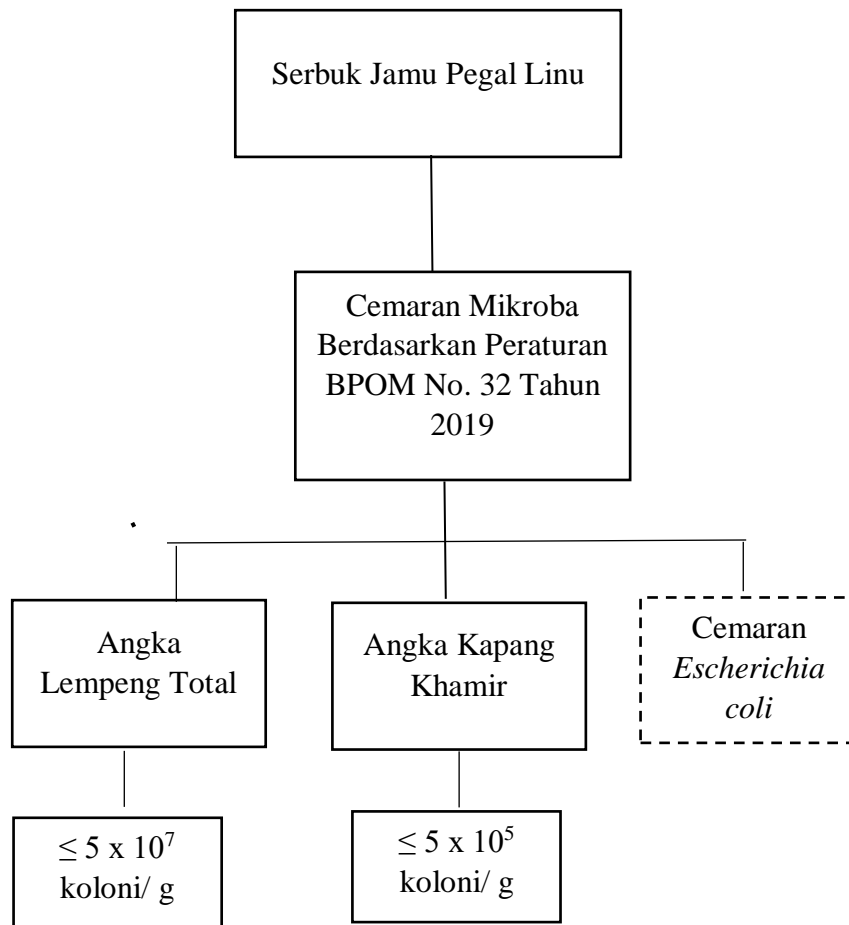 Serbuk Jamu Pegal Linu
Cemaran Mikroba
Berdasarkan Peraturan
BPOM No. 32 Tahun
2019
Angka
Lempeng Total
Angka Kapang
Khamir
Cemaran
Escherichia
coli
≤ 5 x 10⁷
koloni/ g
≤ 5 x 10⁵
koloni/ g